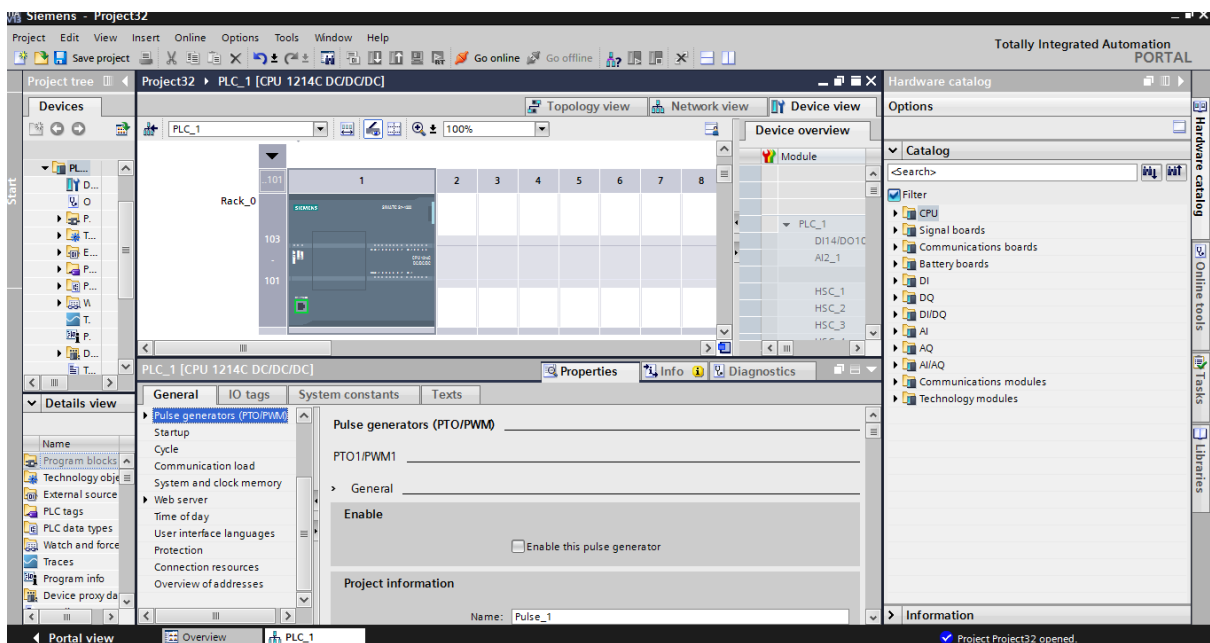 Siemens - Project32
Project Edit View Insert Online Options Tools Window Help
Totally Integrated Automation
PORTAL
Save project
Go online
Go offline
Project tree
Project32 PLC_1 [CPU 1214C DC/DC/DC]
Hardware catalog
Devices
Topology view
Network view
Device view
Options
PLC_1
100%
Device overview
Module
Catalog
<Search>
Filter
CPU
Signal boards
Communications boards
Battery boards
DI
DQ
DI/DQ
AI
AQ
AI/AQ
Communications modules
Technology modules
PL...
D...
O
P.
T...
E...
P...
P...
W
T.
P.
D...
T...
Start
Rack_0
_101
1 2 3 4 5 6 7 8
103
-
101
SIEMENS
PLC_1
DI14/DO10
AI2_1
HSC_1
HSC_2
HSC_3
Hardware catalog
Online tools
Tasks
Libraries
PLC_1 [CPU 1214C DC/DC/DC]
Properties
Info
Diagnostics
General
IO tags
System constants
Texts
Details view
Name
Program blocks
Technology obje
External source
PLC tags
PLC data types
Watch and force
Traces
Program info
Device proxy da
Pulse generators (PTO/PWM)
Startup
Cycle
Communication load
System and clock memory
Web server
Time of day
User interface languages
Protection
Connection resources
Overview of addresses
Pulse generators (PTO/PWM)
PTO1/PWM1
General
Enable
Enable this pulse generator
Project information
Name: Pulse_1
Information
Portal view
Overview
PLC_1
Project Project32 opened.